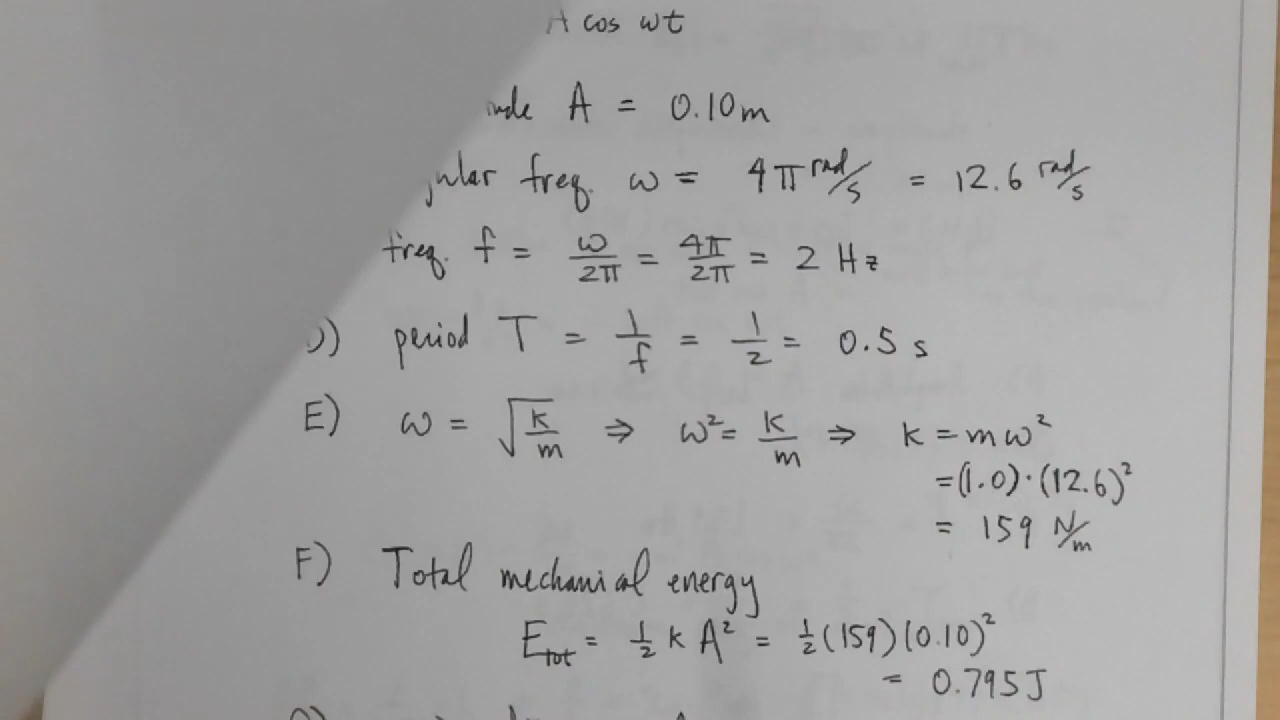 A cos ωt
A = 0.10m
freq. ω = 4π rad/s = 12.6 rad/s
freq. f = ω/2π = 4π/2π = 2 Hz
) period T = 1/f = 1/2 = 0.5 s
E) ω = √(k/m) ⇒ ω² = k/m ⇒ k = mω²
= (1.0)·(12.6)²
= 159 N/m
F) Total mechanical energy
E_tot = ½ k A² = ½ (159)(0.10)²
= 0.795J